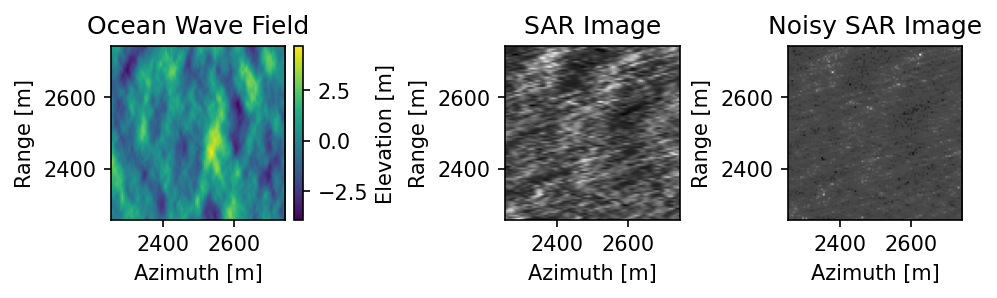 Ocean Wave Field
Range [m]
2600
2400
2400 2600
Azimuth [m]
2.5
0.0
−2.5
Elevation [m]
SAR Image
Range [m]
2600
2400
2400 2600
Azimuth [m]
Noisy SAR Image
Range [m]
2600
2400
2400 2600
Azimuth [m]